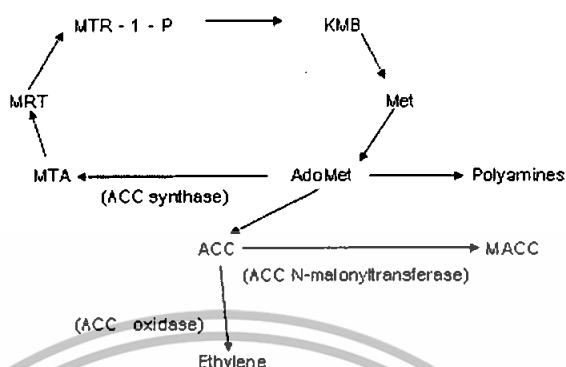 MTR - 1 - P KMB
MRT Met
MTA AdoMet Polyamines
(ACC synthase)
ACC MACC
(ACC N-malonyltransferase)
(ACC oxidase)
Ethylene